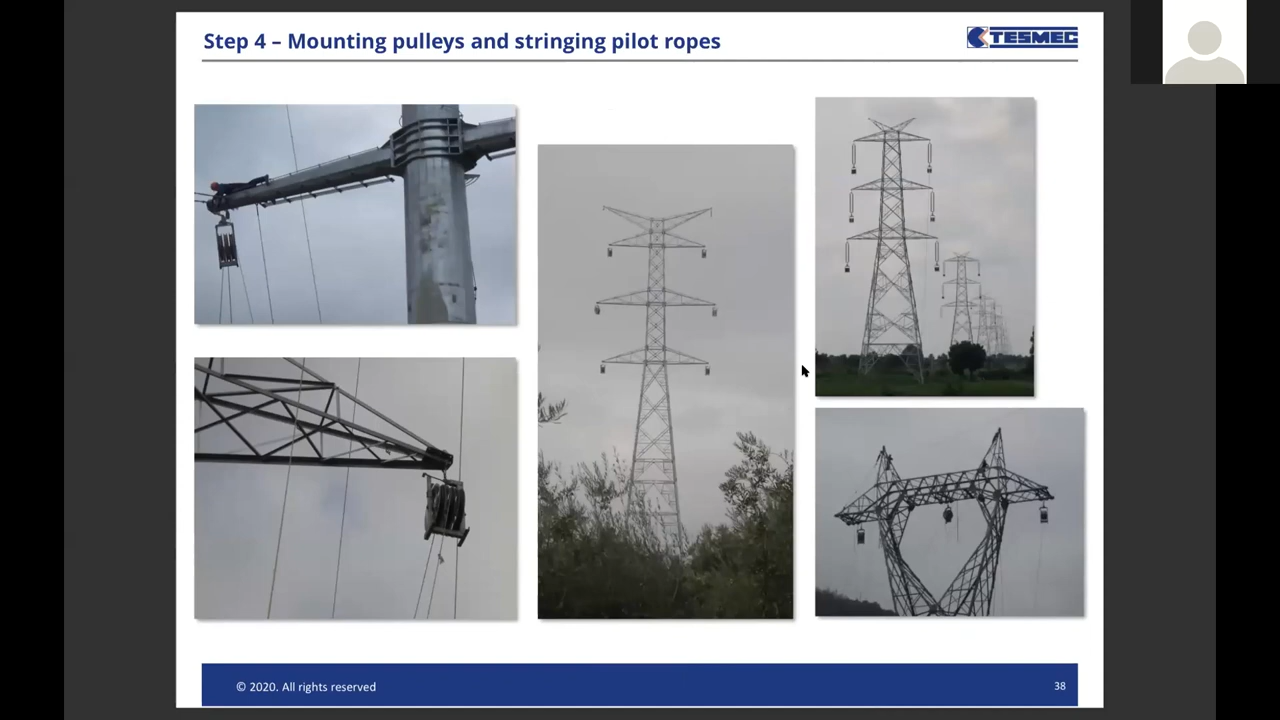 Step 4 – Mounting pulleys and stringing pilot ropes
TESMEC
© 2020. All rights reserved
38